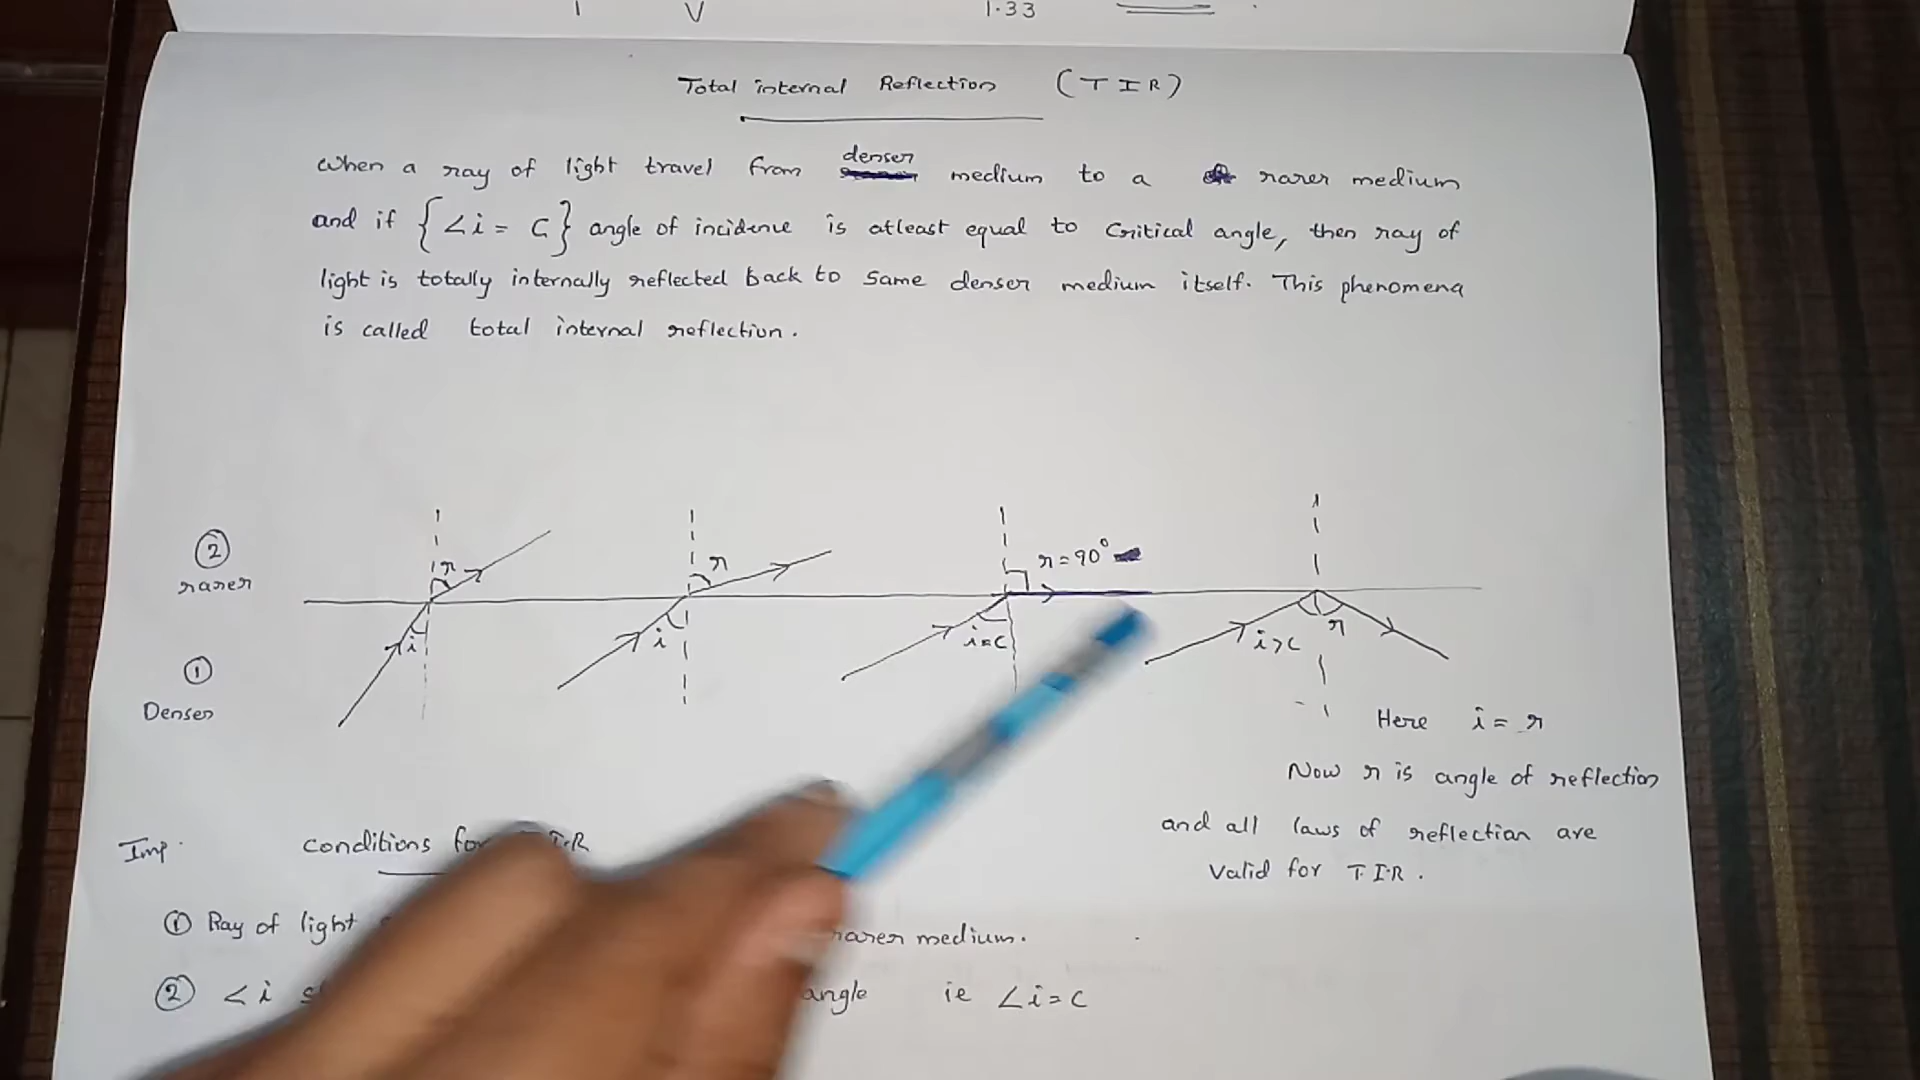 1 V 1.33
Total internal Reflection (TIR)
When a ray of light travel from denser medium to a rarer medium
and if {∠i = C} angle of incidence is atleast equal to critical angle, then ray of
light is totally internally reflected back to same denser medium itself. This phenomena
is called total internal reflection.
② rarer
r
r
r = 90°
i
i
i = C
i > C
r
① Denser
Here i = r
Now r is angle of reflection
and all laws of reflection are
valid for T.I.R.
Imp. conditions for T.I.R
① Ray of light rarer medium.
② ∠i angle ie ∠i = C